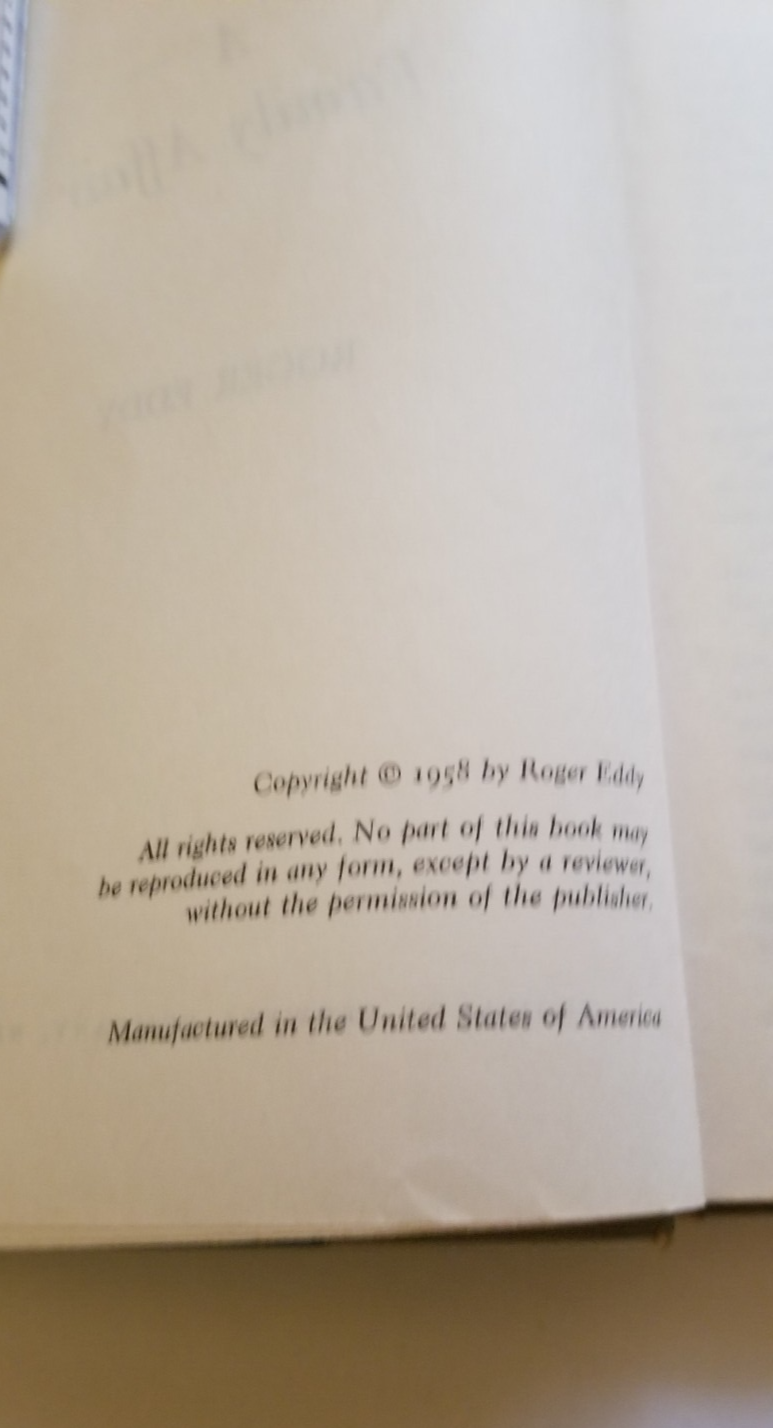 Copyright © 1958 by Roger Eddy
All rights reserved. No part of this book may
be reproduced in any form, except by a reviewer,
without the permission of the publisher.
Manufactured in the United States of America